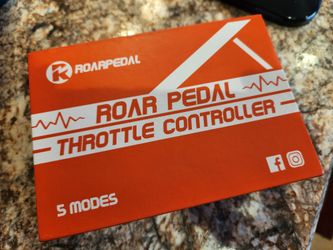 ROARPEDAL
ROAR PEDAL
THROTTLE CONTROLLER
5 MODES